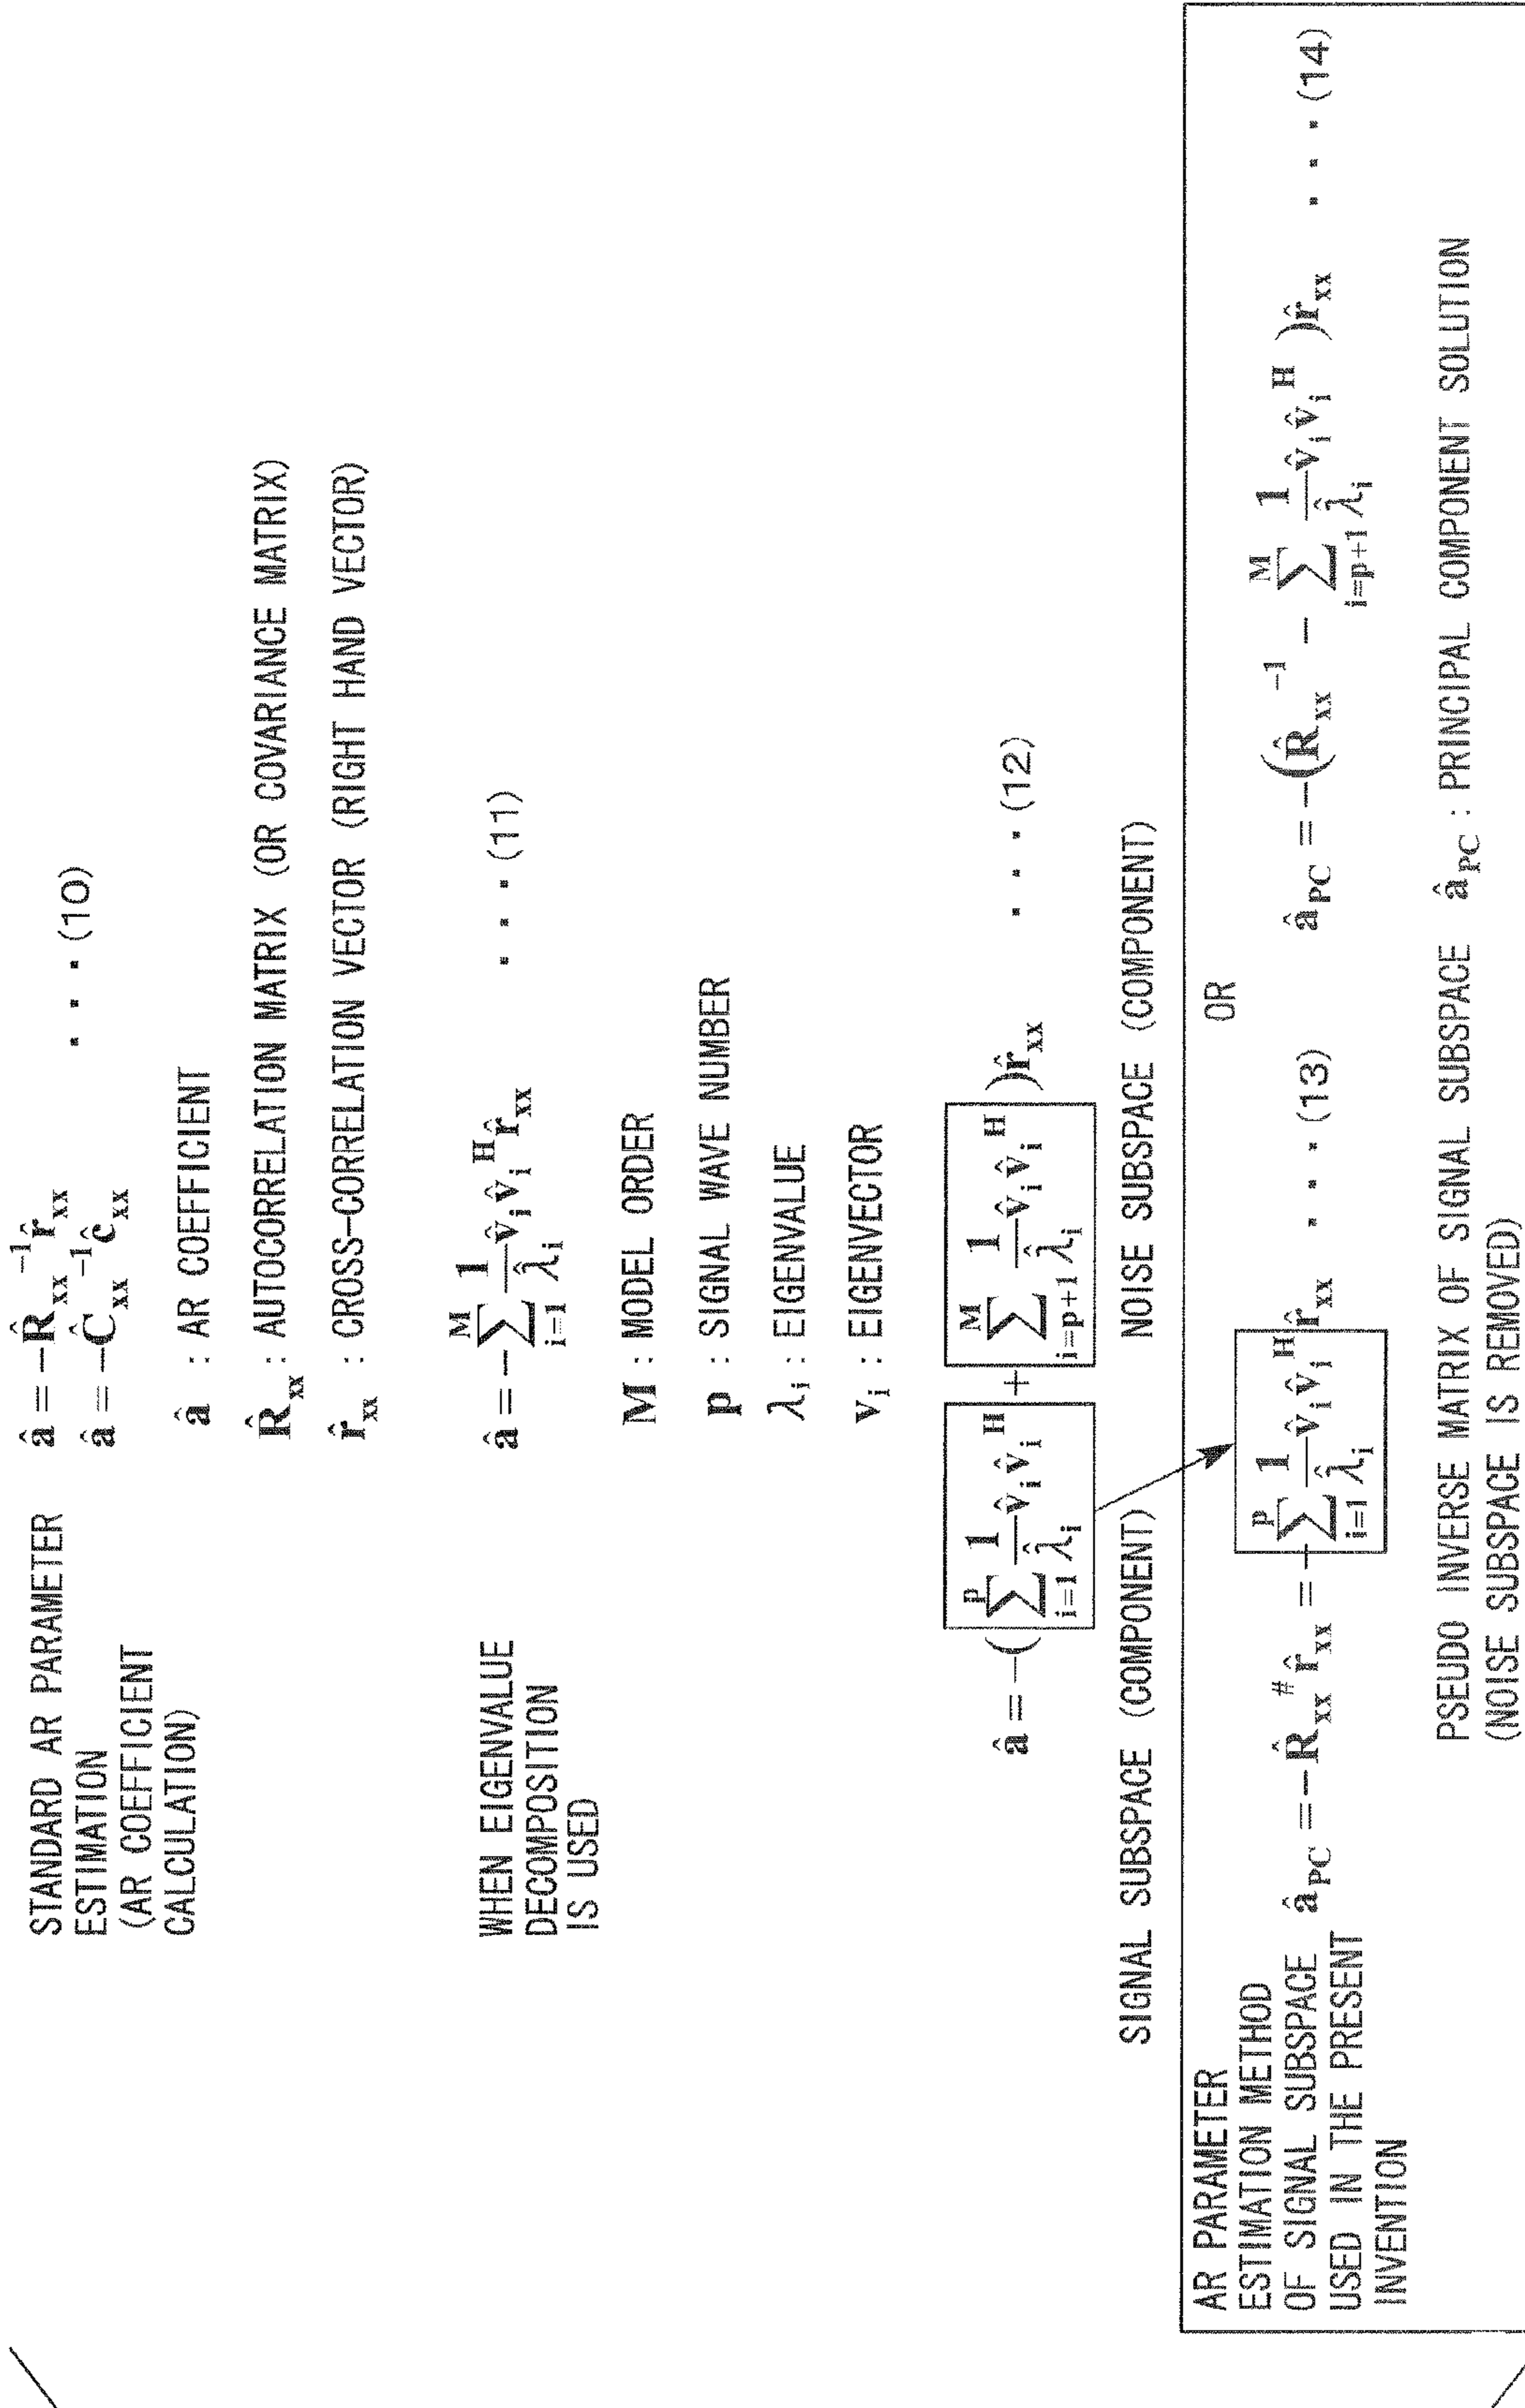 STANDARD AR PARAMETER
ESTIMATION
(AR COEFFICIENT
CALCULATION)
â = −R̂xx⁻¹ r̂xx
â = −Ĉxx⁻¹ ĉxx ・・・(10)
â : AR COEFFICIENT
R̂xx : AUTOCORRELATION MATRIX (OR COVARIANCE MATRIX)
r̂xx : CROSS-CORRELATION VECTOR (RIGHT HAND VECTOR)
WHEN EIGENVALUE
DECOMPOSITION
IS USED
â = −∑_{i=1}^{M} (1/λ̂i) v̂i v̂i^H r̂xx ・・・(11)
M : MODEL ORDER
p : SIGNAL WAVE NUMBER
λi : EIGENVALUE
vi : EIGENVECTOR
â = −(∑_{i=1}^{p} (1/λ̂i) v̂i v̂i^H + ∑_{i=p+1}^{M} (1/λ̂i) v̂i v̂i^H) r̂xx ・・・(12)
SIGNAL SUBSPACE (COMPONENT) NOISE SUBSPACE (COMPONENT)
AR PARAMETER
ESTIMATION METHOD
OF SIGNAL SUBSPACE
USED IN THE PRESENT
INVENTION
âPC = −R̂xx^# r̂xx = −∑_{i=1}^{p} (1/λ̂i) v̂i v̂i^H r̂xx ・・・(13)
OR
âPC = −(R̂xx⁻¹ − ∑_{i=p+1}^{M} (1/λ̂i) v̂i v̂i^H) r̂xx ・・・(14)
PSEUDO INVERSE MATRIX OF SIGNAL SUBSPACE âPC : PRINCIPAL COMPONENT SOLUTION
(NOISE SUBSPACE IS REMOVED)